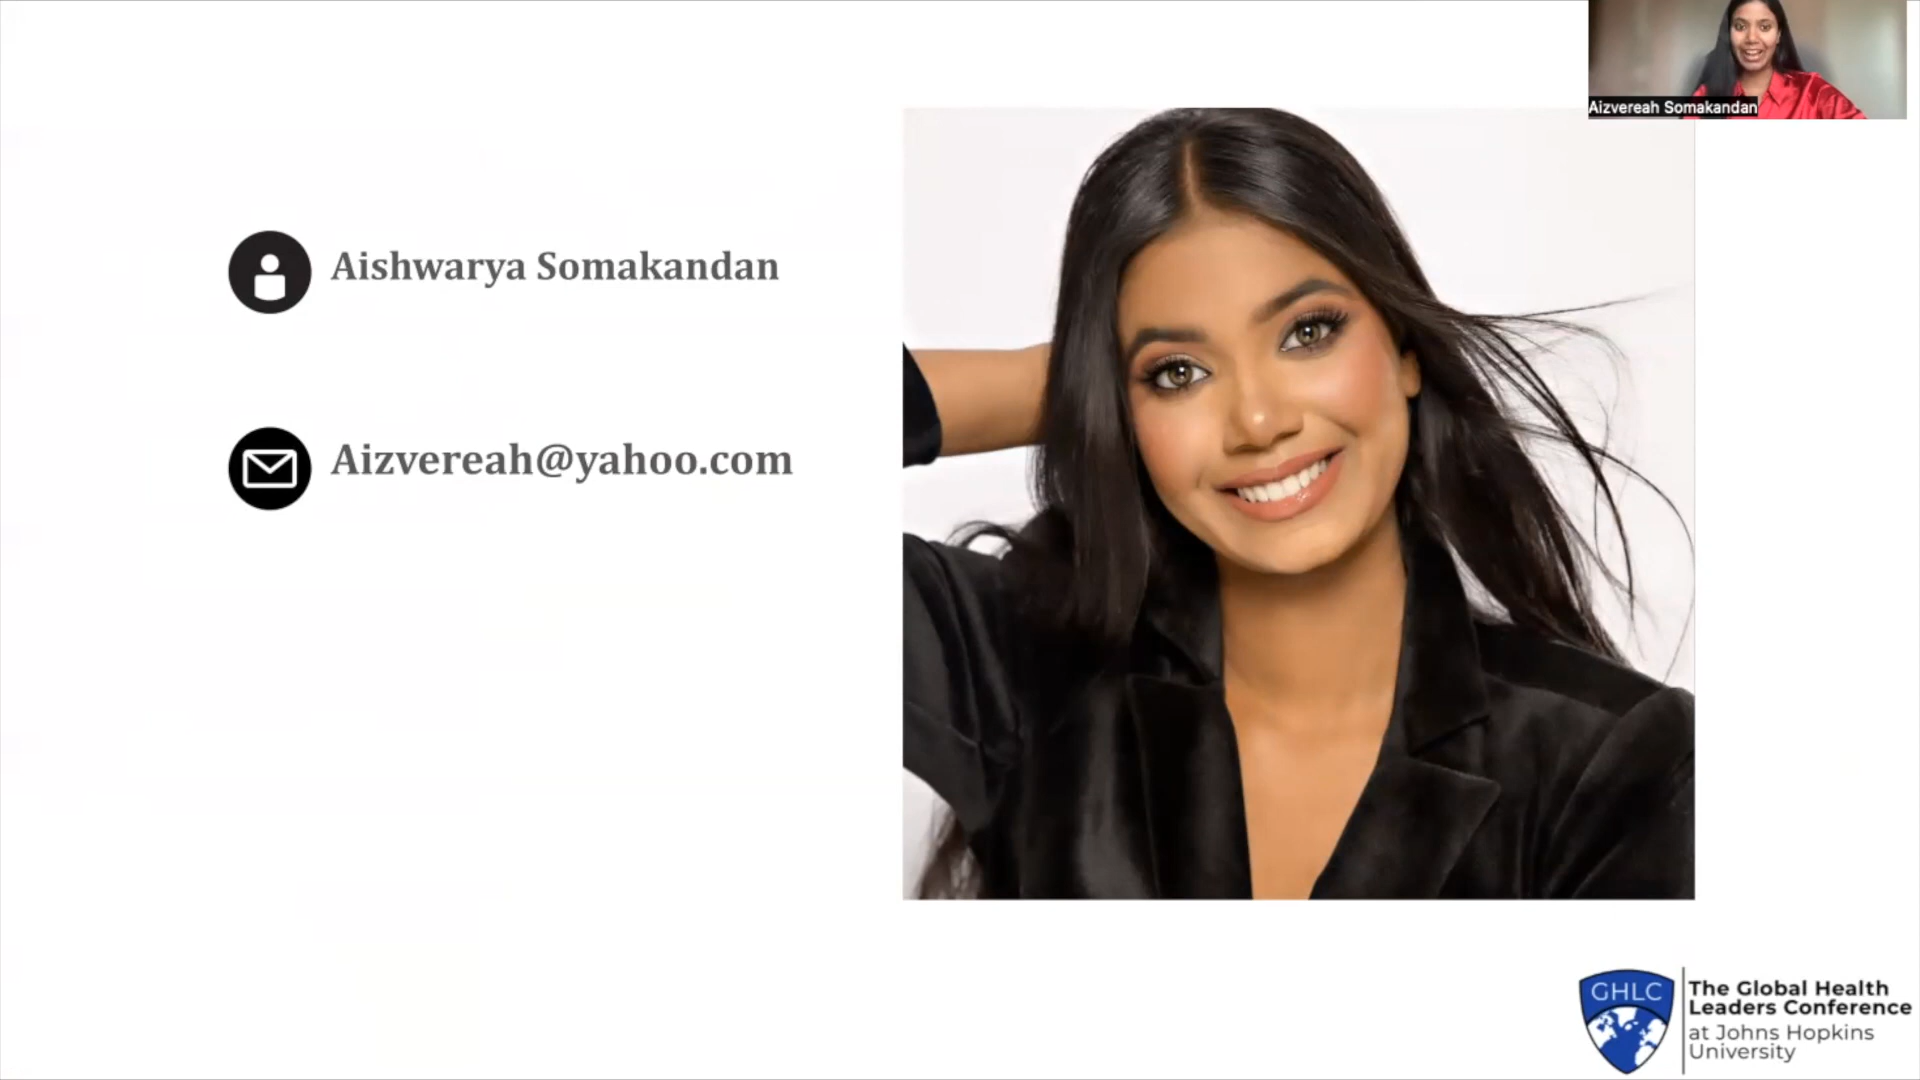 Aizvereah Somakandan
Aishwarya Somakandan
Aizvereah@yahoo.com
GHLC
The Global Health
Leaders Conference
at Johns Hopkins
University